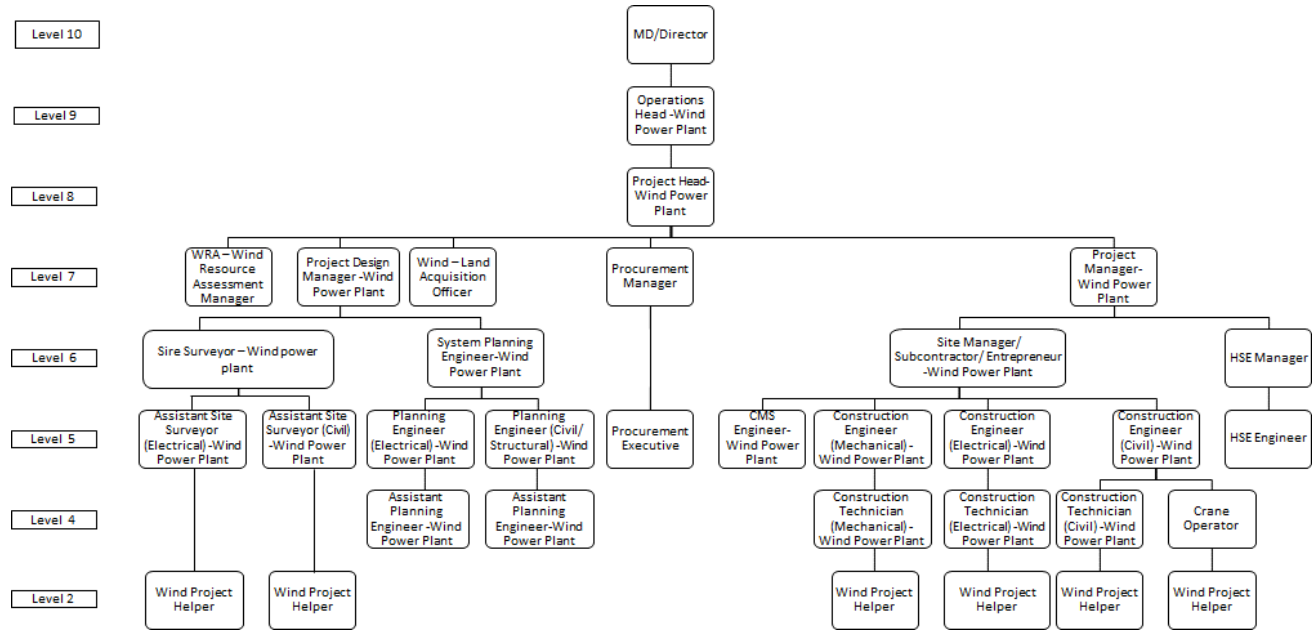 Level 10
MD/Director
Level 9
Operations
Head -Wind
Power Plant
Level 8
Project Head-
Wind Power
Plant
Level 7
WRA – Wind
Resource
Assessment
Manager
Project Design
Manager -Wind
Power Plant
Wind – Land
Acquisition
Officer
Procurement
Manager
Project
Manager-
Wind Power
Plant
Level 6
Sire Surveyor – Wind power
plant
System Planning
Engineer-Wind
Power Plant
Site Manager/
Subcontractor/ Entrepreneur
-Wind Power Plant
HSE Manager
Level 5
Assistant Site
Surveyor
(Electrical) -Wind
Power Plant
Assistant Site
Surveyor (Civil)
-Wind Power
Plant
Planning
Engineer
(Electrical) -Wind
Power Plant
Planning
Engineer (Civil/
Structural) -Wind
Power Plant
Procurement
Executive
CMS
Engineer-
Wind Power
Plant
Construction
Engineer
(Mechanical) -
Wind Power Plant
Construction
Engineer
(Electrical) -Wind
Power Plant
Construction
Engineer
(Civil) -Wind
Power Plant
HSE Engineer
Level 4
Assistant
Planning
Engineer -Wind
Power Plant
Assistant
Planning
Engineer-Wind
Power Plant
Construction
Technician
(Mechanical) -
Wind Power Plant
Construction
Technician
(Electrical) -Wind
Power Plant
Construction
Technician
(Civil) -Wind
Power Plant
Crane
Operator
Level 2
Wind Project
Helper
Wind Project
Helper
Wind Project
Helper
Wind Project
Helper
Wind Project
Helper
Wind Project
Helper